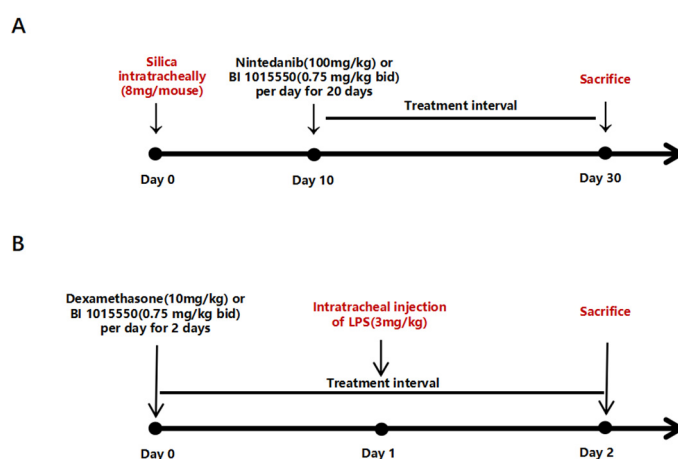 A
Silica
intratracheally
(8mg/mouse)
Nintedanib(100mg/kg) or
BI 1015550(0.75 mg/kg bid)
per day for 20 days
Treatment interval
Sacrifice
Day 0
Day 10
Day 30
B
Dexamethasone(10mg/kg) or
BI 1015550(0.75 mg/kg bid)
per day for 2 days
Intratracheal injection
of LPS(3mg/kg)
Sacrifice
Treatment interval
Day 0
Day 1
Day 2